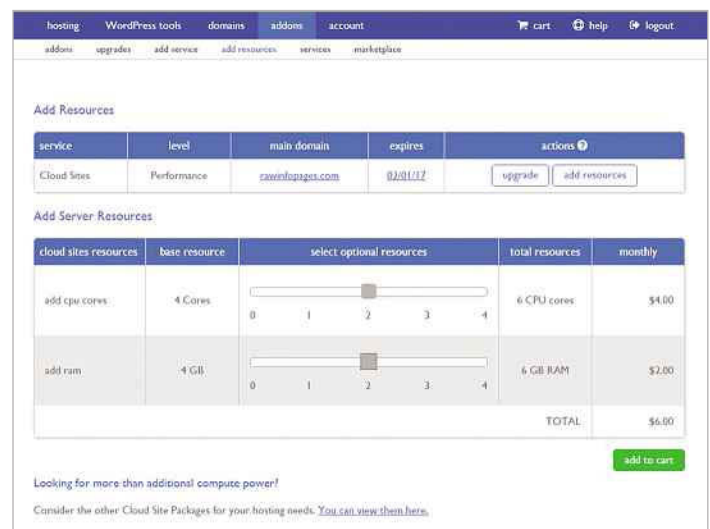 hosting WordPress tools domains addons account cart help logout
addons upgrades add service add resources services marketplace
Add Resources
service level main domain expires actions ?
Cloud Sites Performance rawinfopages.com 02/01/17 upgrade add resources
Add Server Resources
cloud sites resources base resource select optional resources total resources monthly
add cpu cores 4 Cores 6 CPU cores $4.00
0 1 2 3 4
add ram 4 GB 6 GB RAM $2.00
0 1 2 3 4
TOTAL $6.00
add to cart
Looking for more than additional compute power?
Consider the other Cloud Site Packages for your hosting needs. You can view them here.